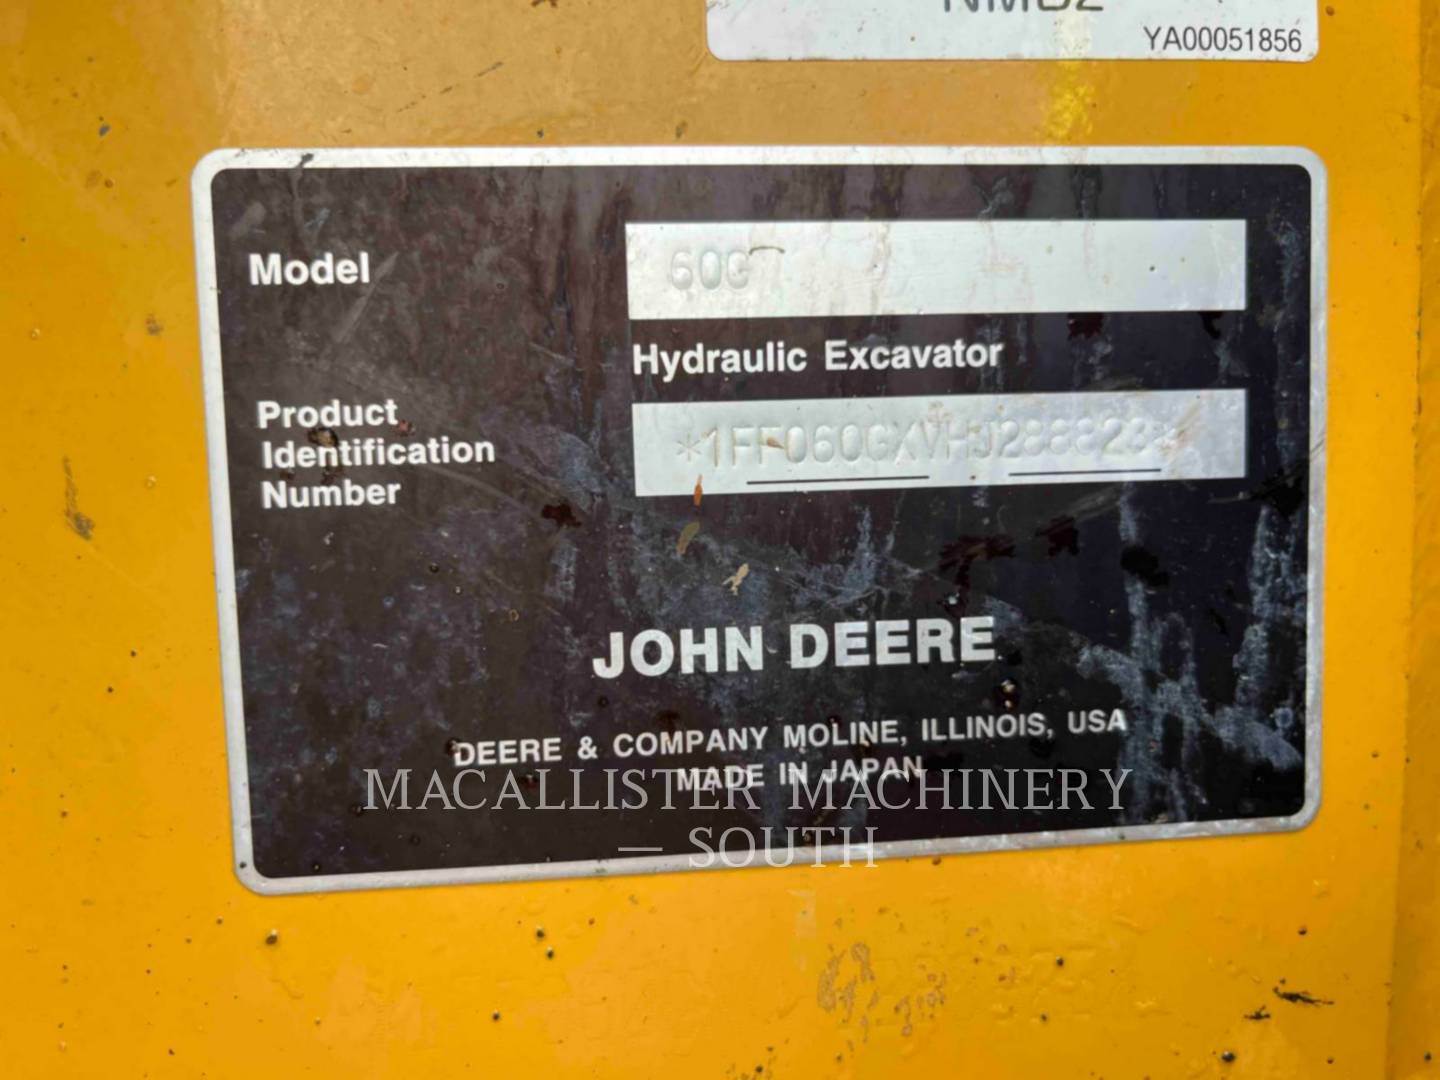 YA00051856
Model
60G
Hydraulic Excavator
Product
Identification
Number
*1FF060GXVHJ288823*
JOHN DEERE
DEERE & COMPANY MOLINE, ILLINOIS, USA
MADE IN JAPAN
MACALLISTER MACHINERY
— SOUTH